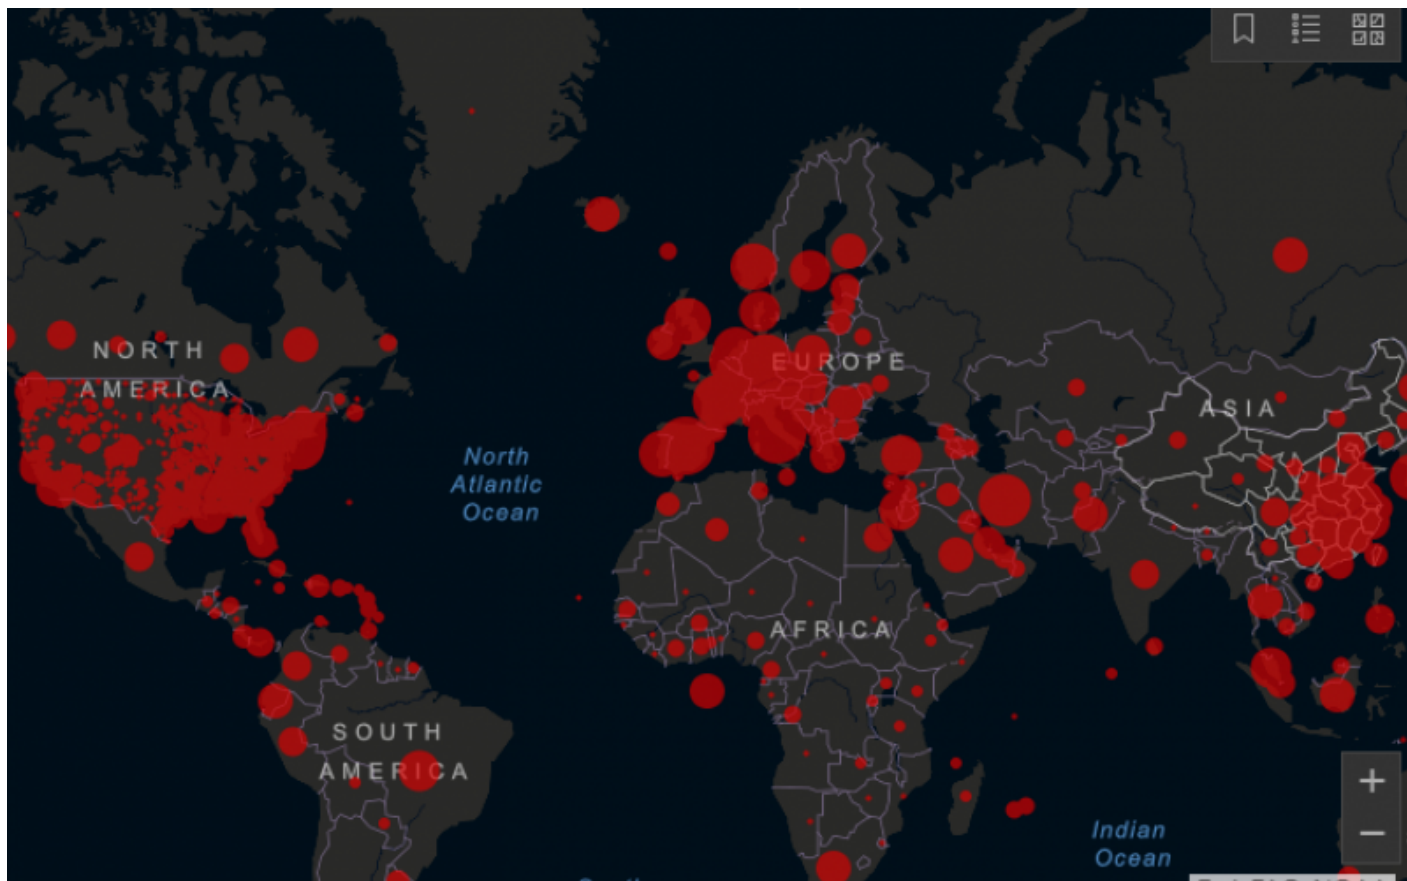 NORTH
AMERICA
EUROPE
ASIA
North
Atlantic
Ocean
AFRICA
SOUTH
AMERICA
Indian
Ocean